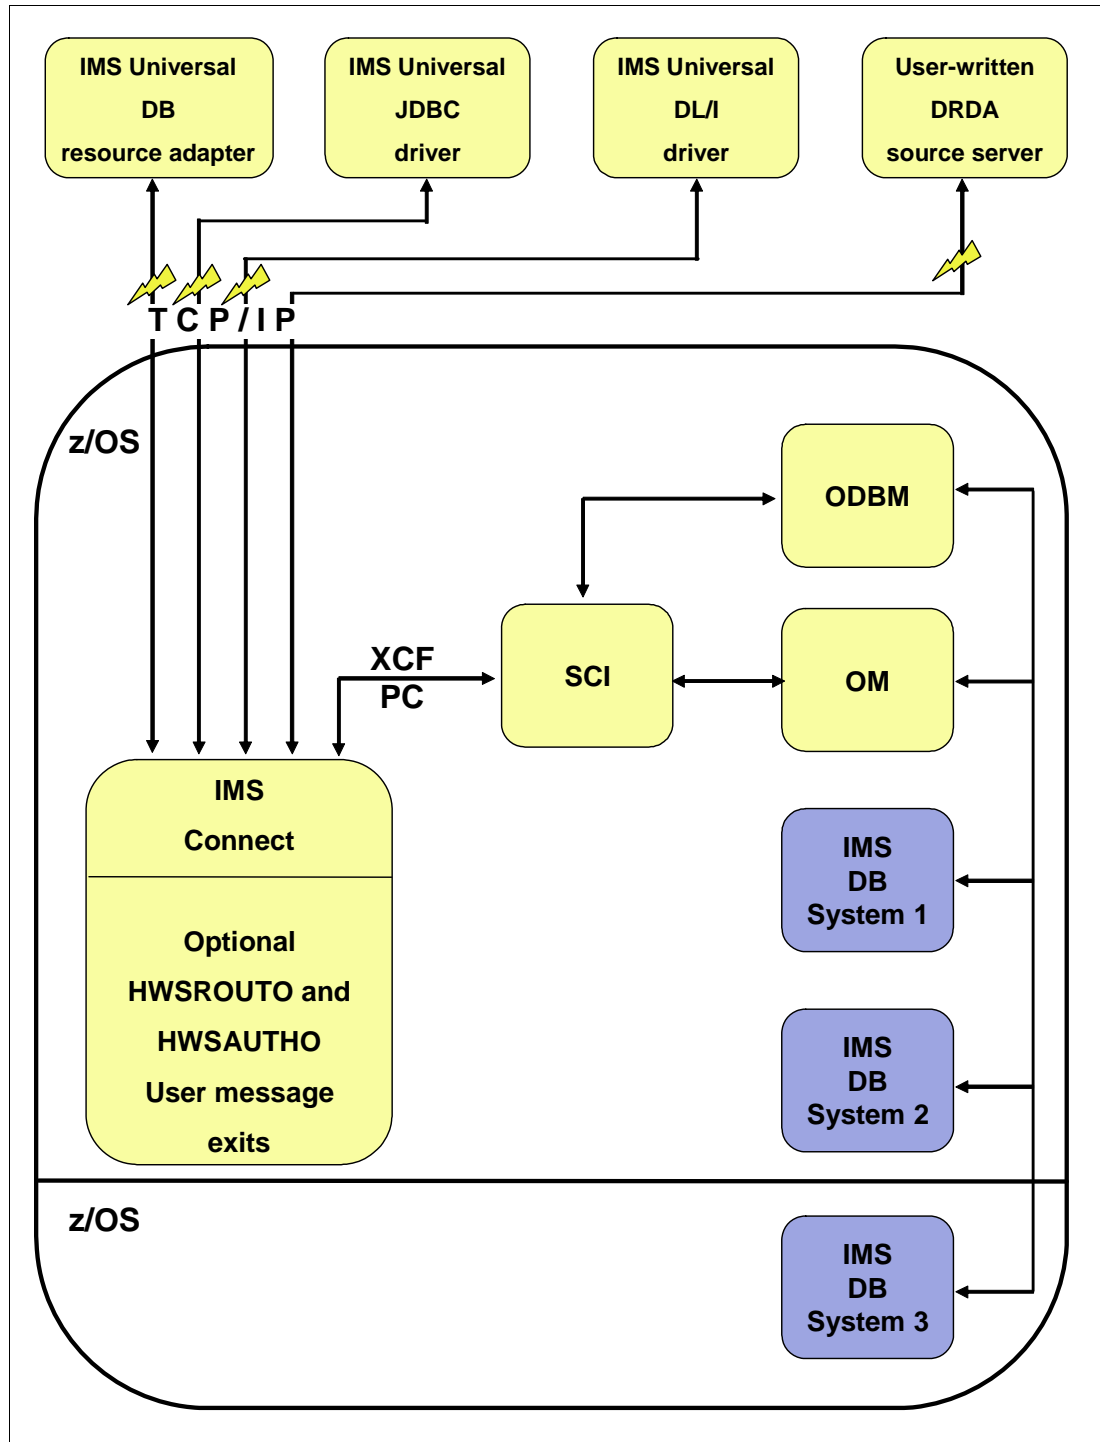 IMS Universal
DB
resource adapter
IMS Universal
JDBC
driver
IMS Universal
DL/I
driver
User-written
DRDA
source server
TCP/IP
z/OS
ODBM
XCF
PC
SCI
OM
IMS
Connect
Optional
HWSROUTO and
HWSAUTHO
User message
exits
IMS
DB
System 1
IMS
DB
System 2
z/OS
IMS
DB
System 3